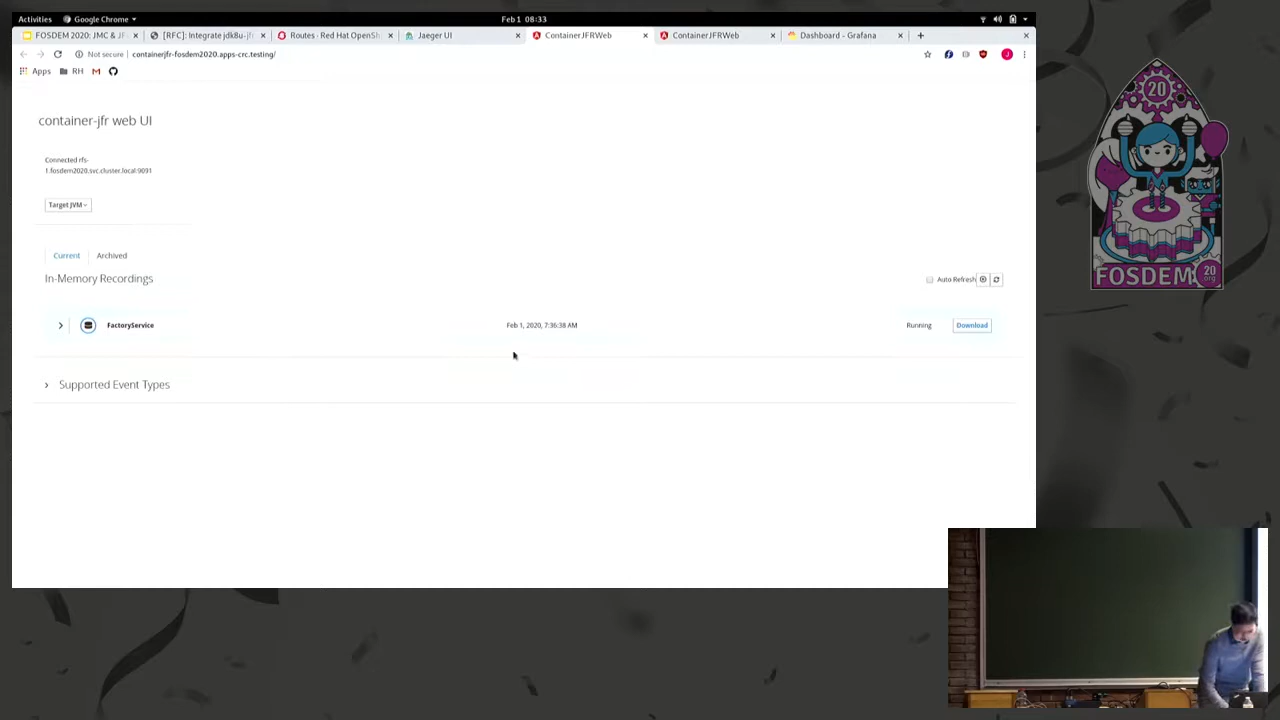 Activities Google Chrome Feb 1 08:33
FOSDEM 2020: JMC & JF [RFC]: Integrate jdk8u-jf Routes · Red Hat OpenSh Jaeger UI ContainerJFRWeb ContainerJFRWeb Dashboard - Grafana
Not secure containerjfr-fosdem2020.apps-crc.testing/
Apps RH
container-jfr web UI
Connected rfs-
1.fosdem2020.svc.cluster.local:9091
Target JVM
Current Archived
In-Memory Recordings Auto Refresh
FactoryService Feb 1, 2020, 7:36:38 AM Running Download
Supported Event Types
20
FOSDEM 20
.org